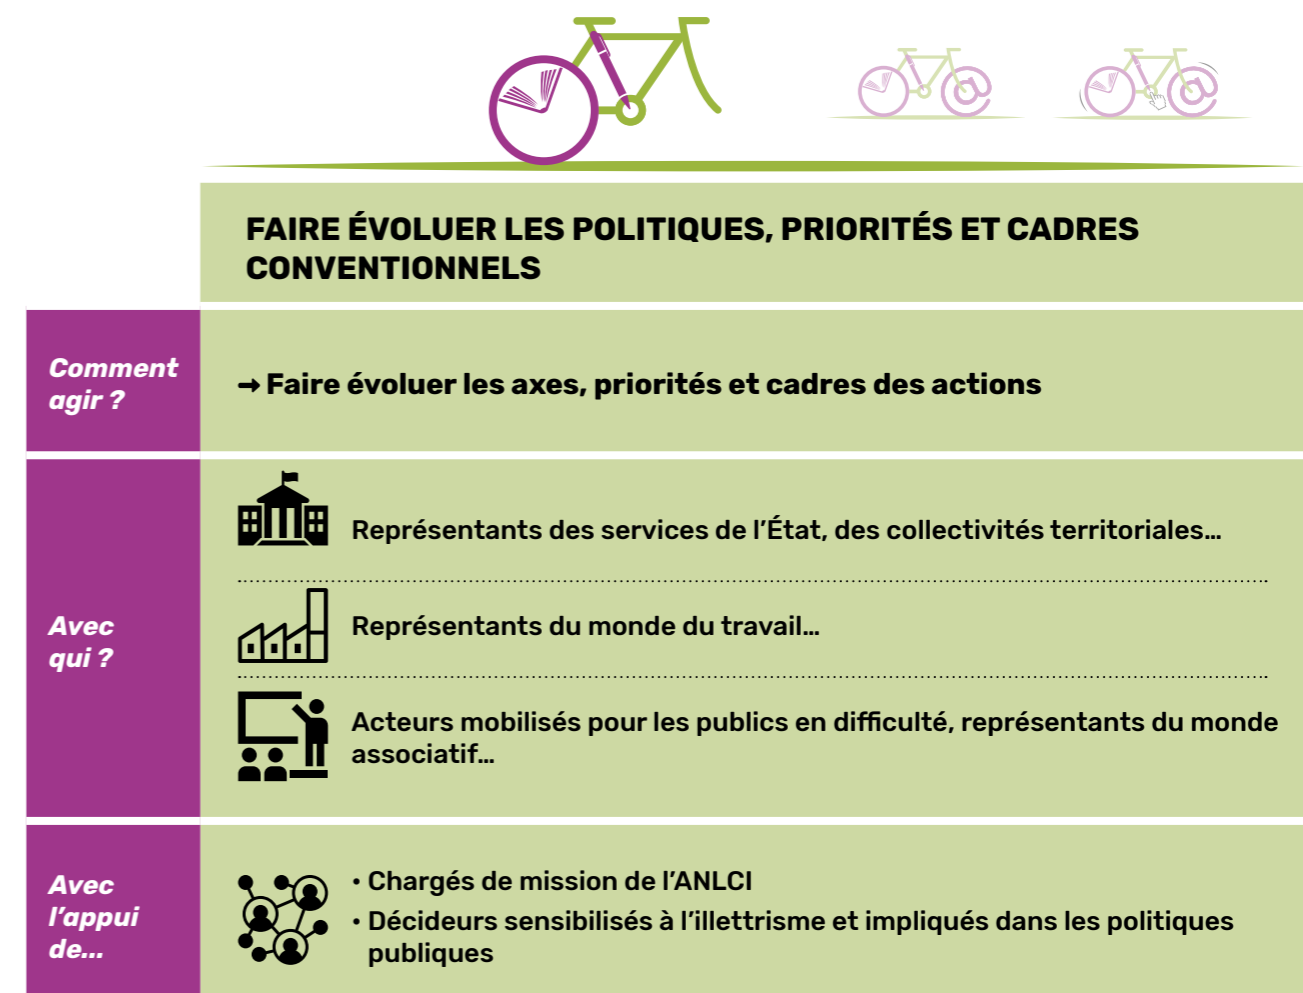 FAIRE ÉVOLUER LES POLITIQUES, PRIORITÉS ET CADRES
CONVENTIONNELS
Comment
agir ?
→ Faire évoluer les axes, priorités et cadres des actions
Avec
qui ?
Représentants des services de l’État, des collectivités territoriales…
Représentants du monde du travail…
Acteurs mobilisés pour les publics en difficulté, représentants du monde
associatif…
Avec
l’appui
de…
• Chargés de mission de l’ANLCI
• Décideurs sensibilisés à l’illettrisme et impliqués dans les politiques
publiques